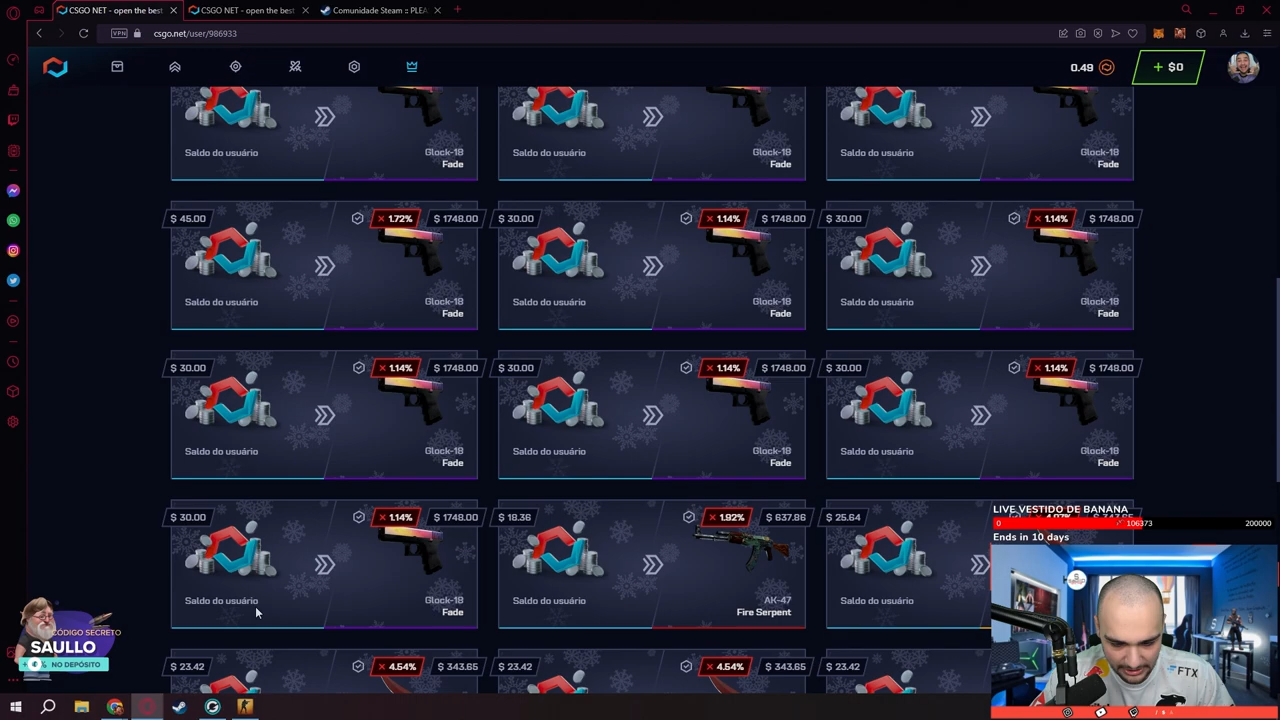 CSGO NET - open the best
CSGO NET - open the best
Comunidade Steam :: PLEA
VPN
csgo.net/user/986933
0.49
+ $0
Saldo do usuário
Glock-18
Fade
Saldo do usuário
Glock-18
Fade
Saldo do usuário
Glock-18
Fade
$ 45.00
× 1.72%
$ 1748.00
Saldo do usuário
Glock-18
Fade
$ 30.00
× 1.14%
$ 1748.00
Saldo do usuário
Glock-18
Fade
$ 30.00
× 1.14%
$ 1748.00
Saldo do usuário
Glock-18
Fade
$ 30.00
× 1.14%
$ 1748.00
Saldo do usuário
Glock-18
Fade
$ 30.00
× 1.14%
$ 1748.00
Saldo do usuário
Glock-18
Fade
$ 30.00
× 1.14%
$ 1748.00
Saldo do usuário
Glock-18
Fade
$ 30.00
× 1.14%
$ 1748.00
Saldo do usuário
Glock-18
Fade
$ 18.36
× 1.92%
$ 637.86
Saldo do usuário
AK-47
Fire Serpent
$ 25.64
Saldo do usuário
$ 23.42
× 4.54%
$ 343.65
$ 23.42
× 4.54%
$ 343.65
$ 23.42
LIVE VESTIDO DE BANANA
0
106373
200000
Ends in 10 days
FTX
CÓDIGO SECRETO
SAULLO
NO DEPÓSITO